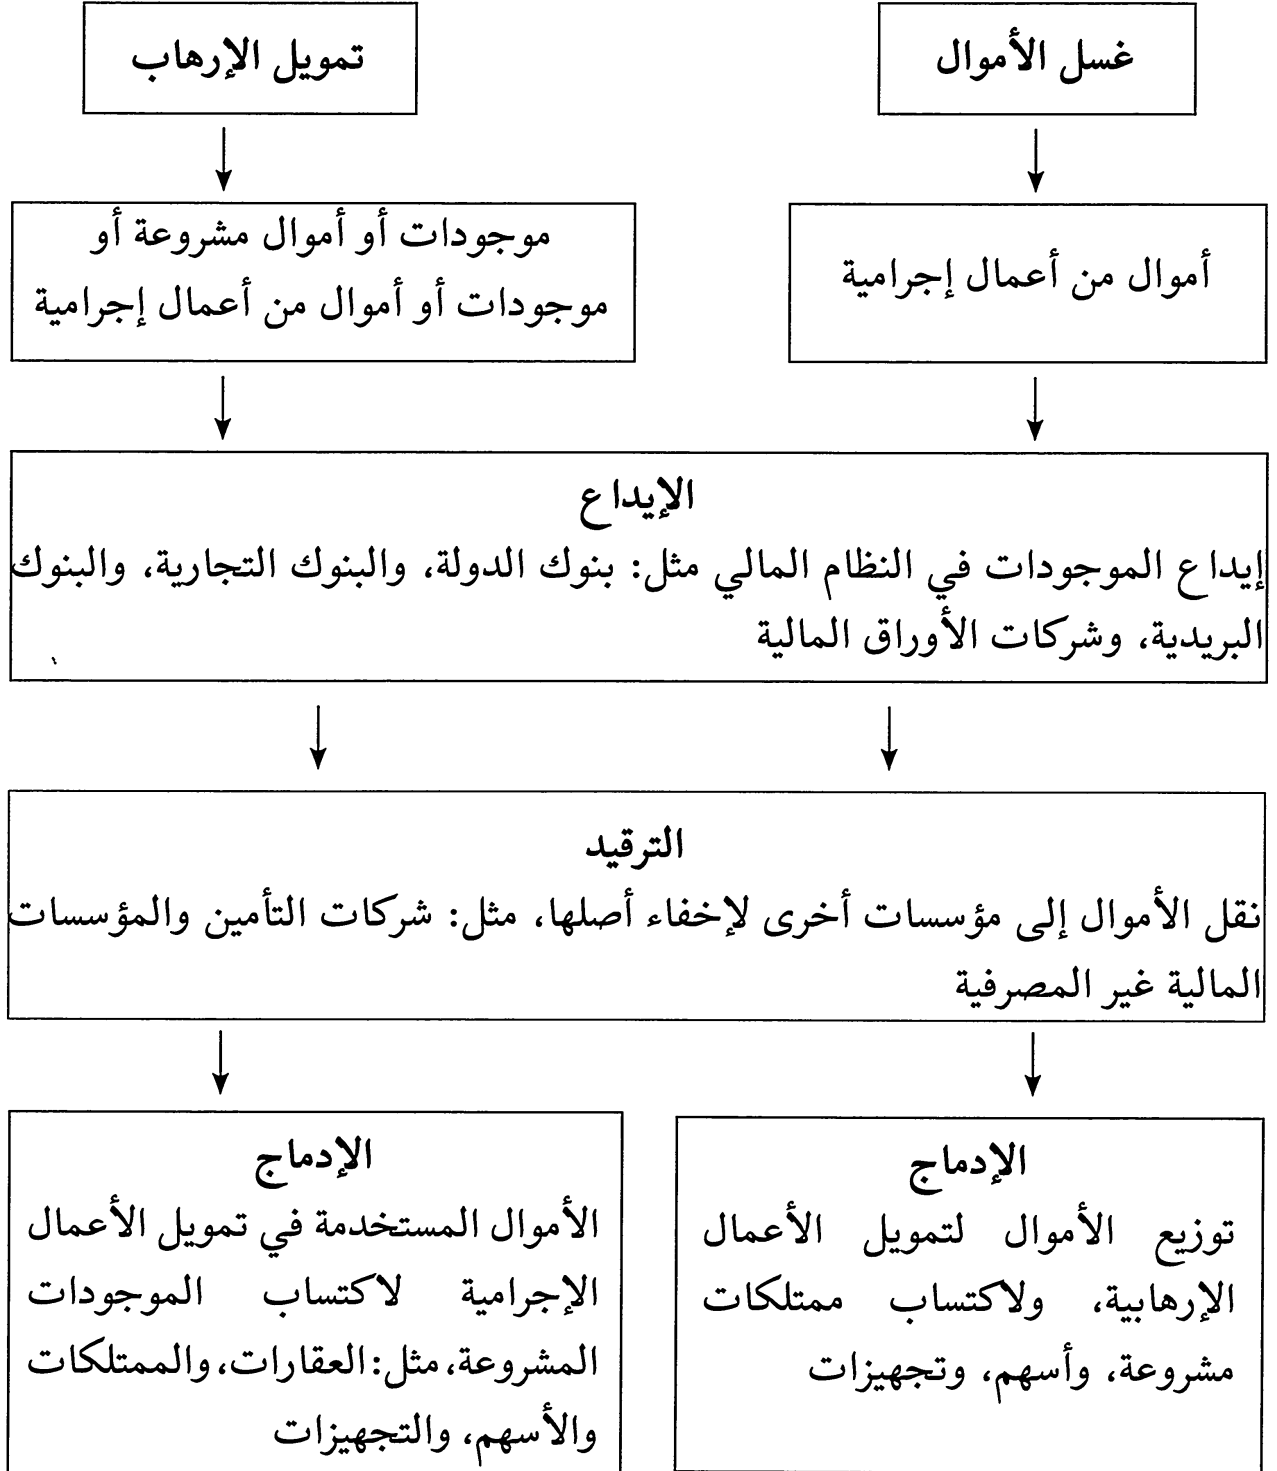 غسل الأموال
تمويل الإرهاب
أموال من أعمال إجرامية
موجودات أو أموال مشروعة أو
موجودات أو أموال من أعمال إجرامية
الإيداع
إيداع الموجودات في النظام المالي مثل: بنوك الدولة، والبنوك التجارية، والبنوك
البريدية، وشركات الأوراق المالية
الترقيد
نقل الأموال إلى مؤسسات أخرى لإخفاء أصلها، مثل: شركات التأمين والمؤسسات
المالية غير المصرفية
الإدماج
توزيع الأموال لتمويل الأعمال
الإرهابية، ولاكتساب ممتلكات
مشروعة، وأسهم، وتجهيزات
الإدماج
الأموال المستخدمة في تمويل الأعمال
الإجرامية لاكتساب الموجودات
المشروعة، مثل: العقارات، والممتلكات
والأسهم، والتجهيزات